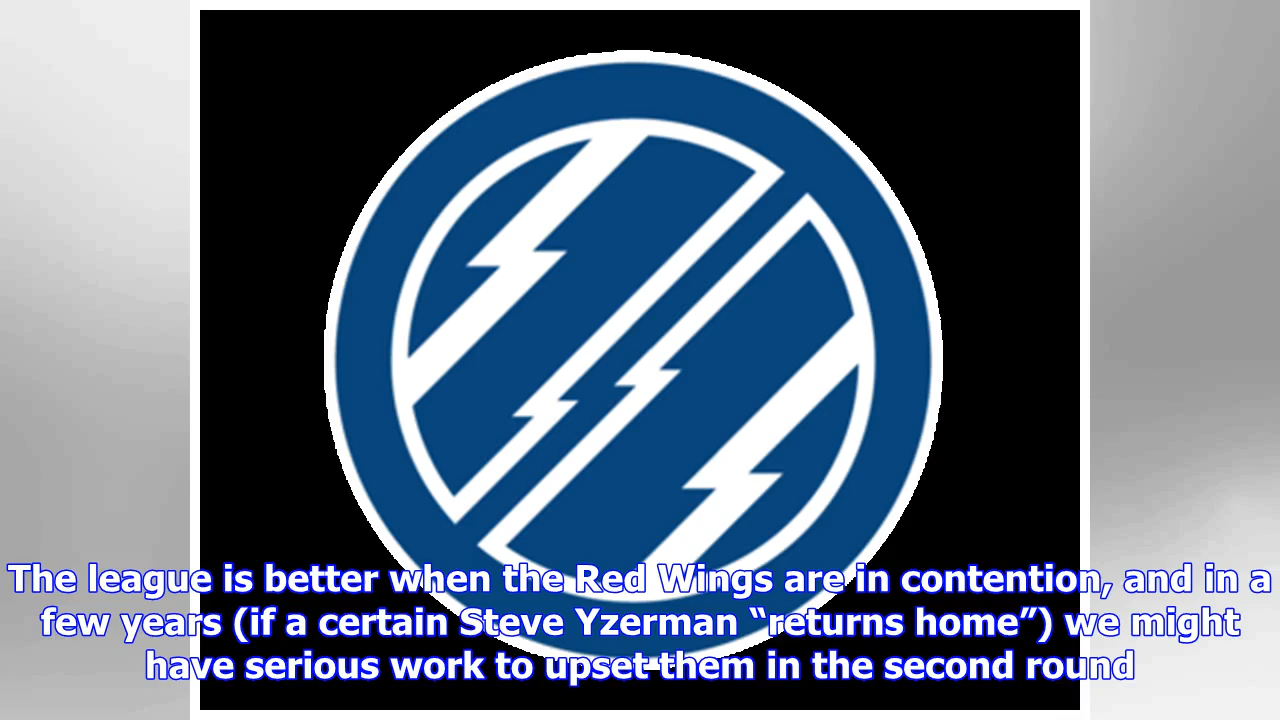 The league is better when the Red Wings are in contention, and in a
few years (if a certain Steve Yzerman “returns home”) we might
have serious work to upset them in the second round